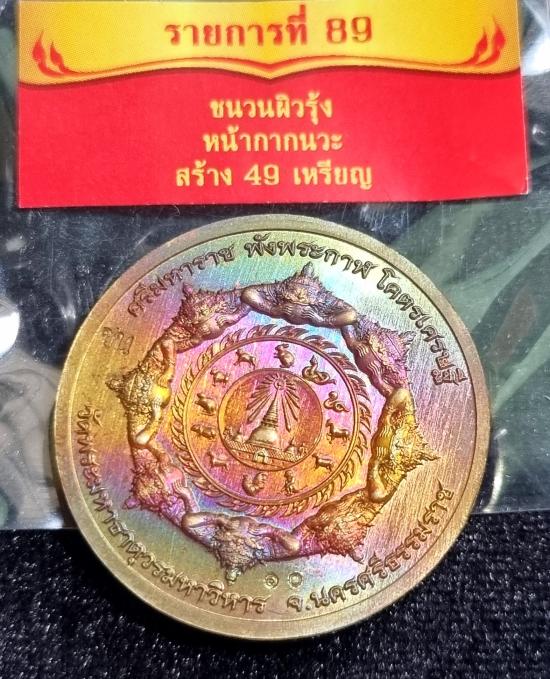 รายการที่ 89
ชนวนผิวรุ้ง
หน้ากากนวะ
สร้าง 49 เหรียญ
ศรีมหาราช พังพระกาฬ โคตรเศรษฐี
วัดพระมหาธาตุวรมหาวิหาร จ.นครศรีธรรมราช
๑๐